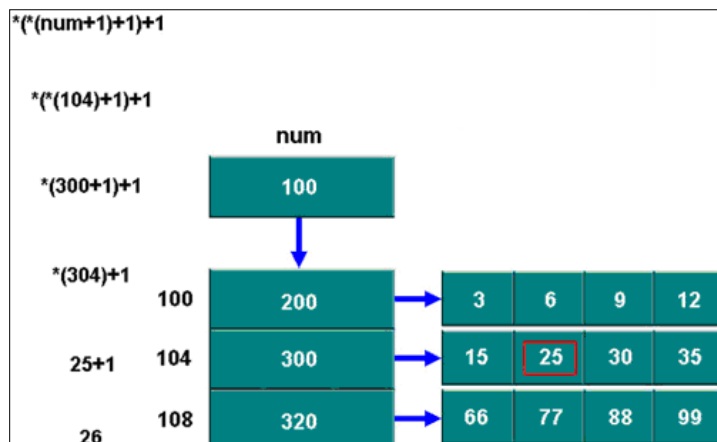 *(*(num+1)+1)+1
*(*(104)+1)+1
num
*(300+1)+1
100
*(304)+1
100 200 3 6 9 12
25+1 104 300 15 25 30 35
26 108 320 66 77 88 99